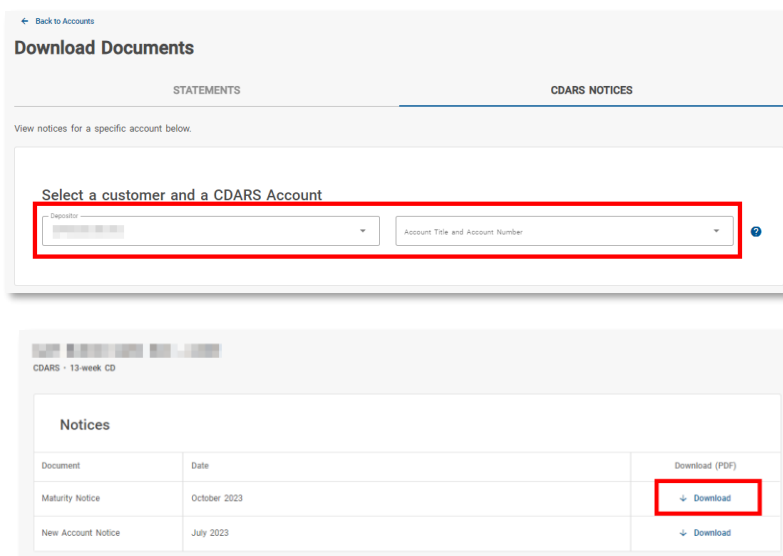 Back to Accounts
Download Documents
STATEMENTS CDARS NOTICES
View notices for a specific account below.
Select a customer and a CDARS Account
Depositor
Account Title and Account Number
CDARS - 13-week CD
Notices
Document Date Download (PDF)
Maturity Notice October 2023 Download
New Account Notice July 2023 Download